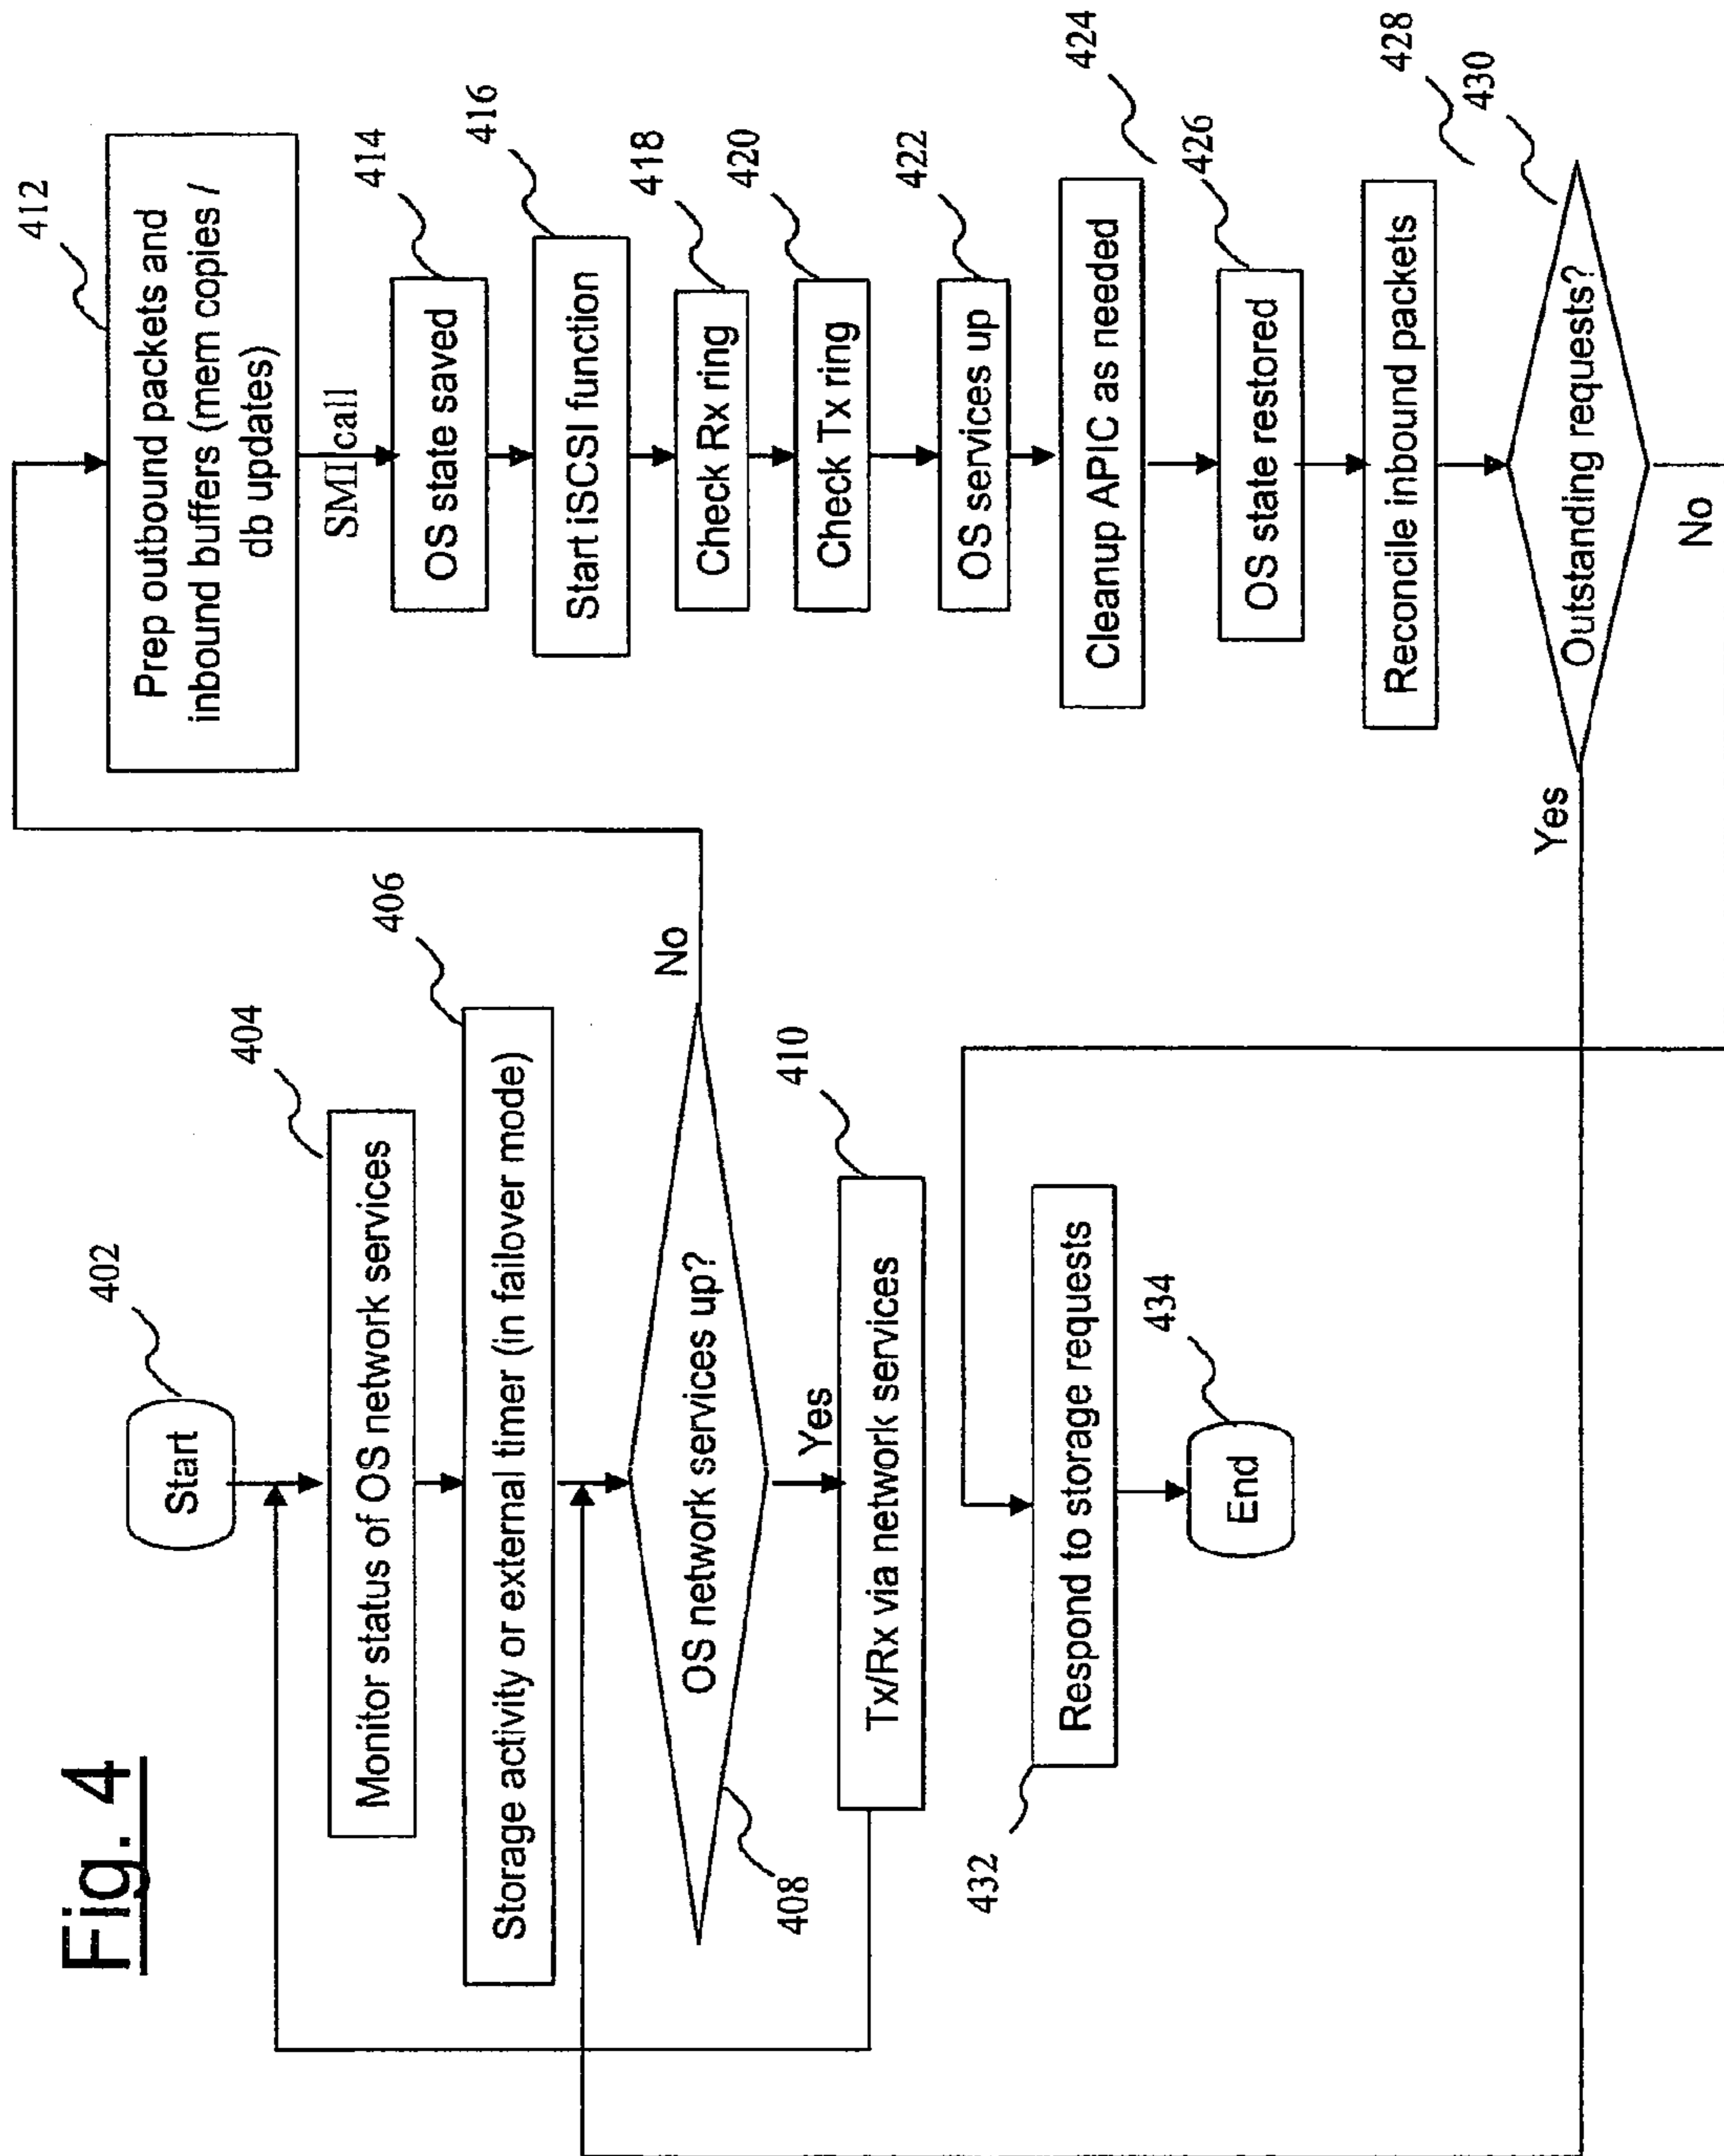 Fig. 4
402
Start
404
Monitor status of OS network services
406
Storage activity or external timer (in failover mode)
OS network services up?
408
No
Yes
410
Tx/Rx via network services
412
Prep outbound packets and
inbound buffers (mem copies /
db updates)
SMI call
414
OS state saved
416
Start iSCSI function
418
Check Rx ring
420
Check Tx ring
422
OS services up
424
Cleanup APIC as needed
426
OS state restored
428
Reconcile inbound packets
430
Outstanding requests?
Yes
No
432
Respond to storage requests
434
End